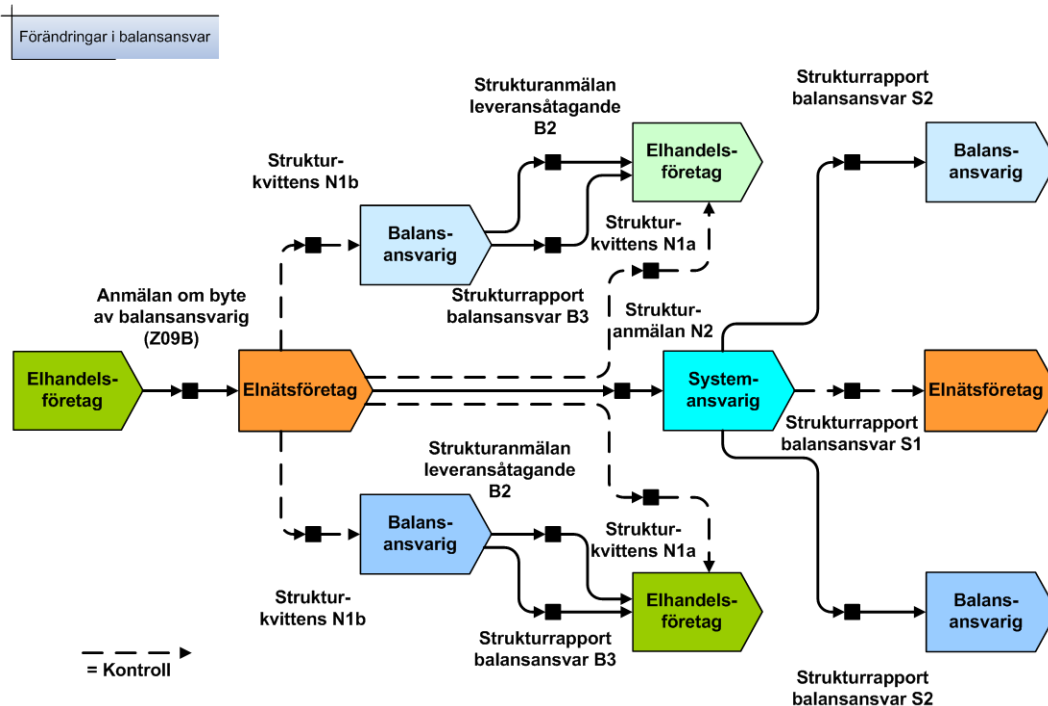 Förändringar i balansansvar
Strukturanmälan
leveransåtagande
B2
Strukturrapport
balansansvar S2
Struktur-
kvittens N1b
Elhandels-
företag
Balans-
ansvarig
Balans-
ansvarig
Struktur-
kvittens N1a
Strukturrapport
balansansvar B3
Anmälan om byte
av balansansvarig
(Z09B)
Struktur-
anmälan N2
Elhandels-
företag
Elnätsföretag
System-
ansvarig
Elnätsföretag
Strukturrapport
balansansvar S1
Strukturanmälan
leveransåtagande
B2
Balans-
ansvarig
Struktur-
kvittens N1a
Elhandels-
företag
Balans-
ansvarig
Struktur-
kvittens N1b
Strukturrapport
balansansvar B3
= Kontroll
Strukturrapport
balansansvar S2